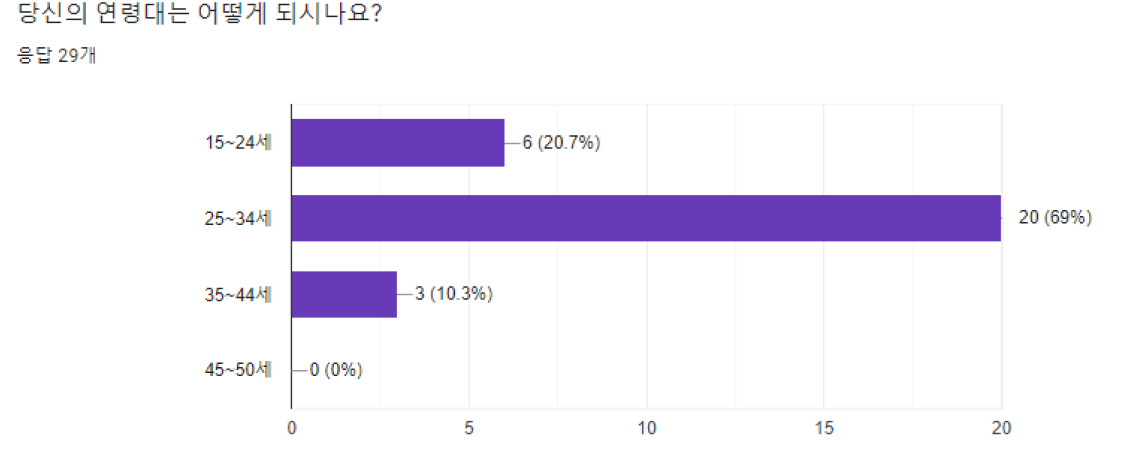 당신의 연령대는 어떻게 되시나요?
응답 29개
15~24세 6 (20.7%)
25~34세 20 (69%)
35~44세 3 (10.3%)
45~50세 0 (0%)
0 5 10 15 20